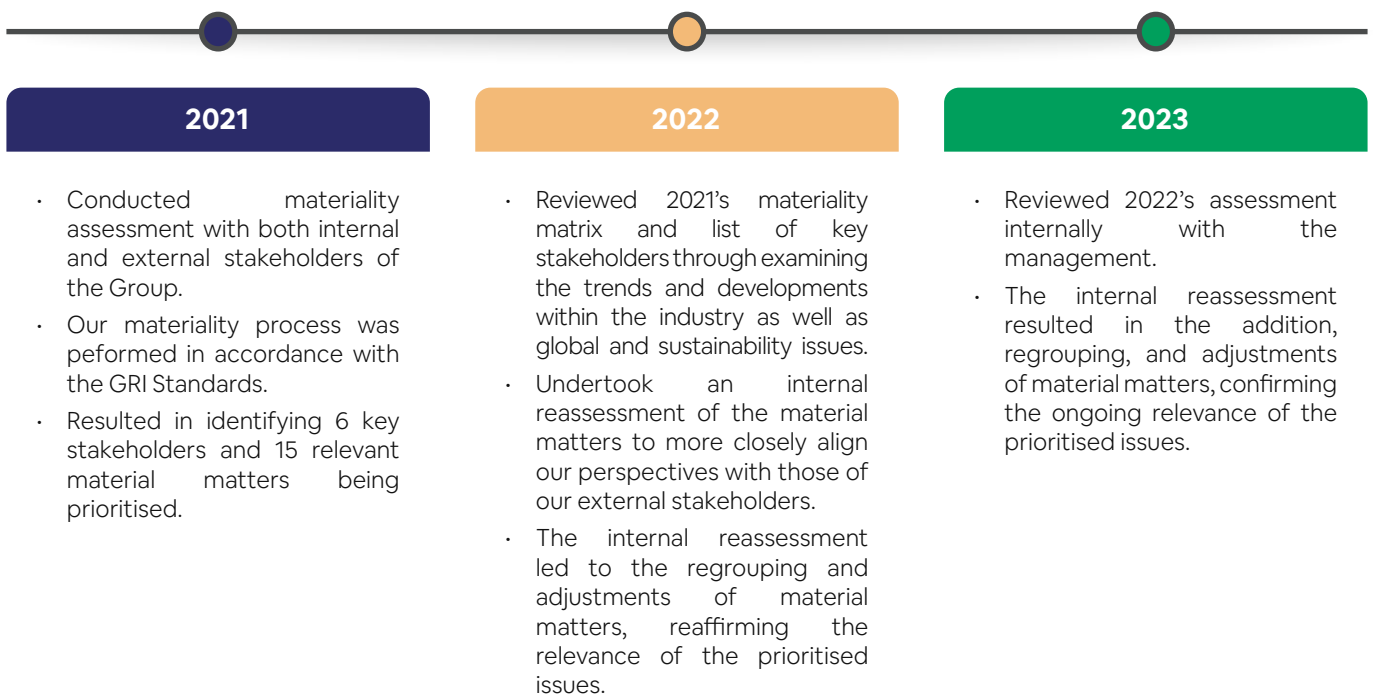 2021
· Conducted materiality
assessment with both internal
and external stakeholders of
the Group.
· Our materiality process was
peformed in accordance with
the GRI Standards.
· Resulted in identifying 6 key
stakeholders and 15 relevant
material matters being
prioritised.
2022
· Reviewed 2021’s materiality
matrix and list of key
stakeholders through examining
the trends and developments
within the industry as well as
global and sustainability issues.
· Undertook an internal
reassessment of the material
matters to more closely align
our perspectives with those of
our external stakeholders.
· The internal reassessment
led to the regrouping and
adjustments of material
matters, reaffirming the
relevance of the prioritised
issues.
2023
· Reviewed 2022’s assessment
internally with the
management.
· The internal reassessment
resulted in the addition,
regrouping, and adjustments
of material matters, confirming
the ongoing relevance of the
prioritised issues.